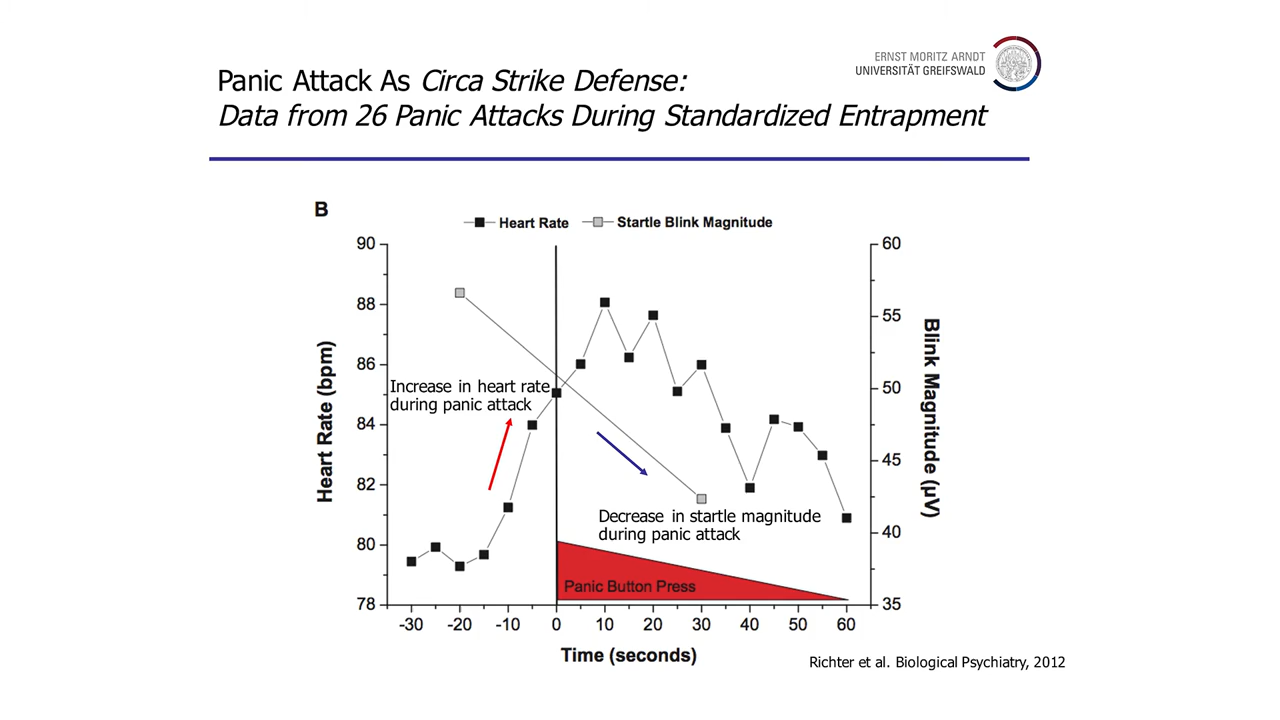 ERNST MORITZ ARNDT
UNIVERSITÄT GREIFSWALD
Panic Attack As Circa Strike Defense:
Data from 26 Panic Attacks During Standardized Entrapment
B
Heart Rate
Startle Blink Magnitude
90
88
86
84
82
80
78
Heart Rate (bpm)
60
55
50
45
40
35
Blink Magnitude (µV)
Increase in heart rate
during panic attack
Decrease in startle magnitude
during panic attack
Panic Button Press
-30 -20 -10 0 10 20 30 40 50 60
Time (seconds)
Richter et al. Biological Psychiatry, 2012